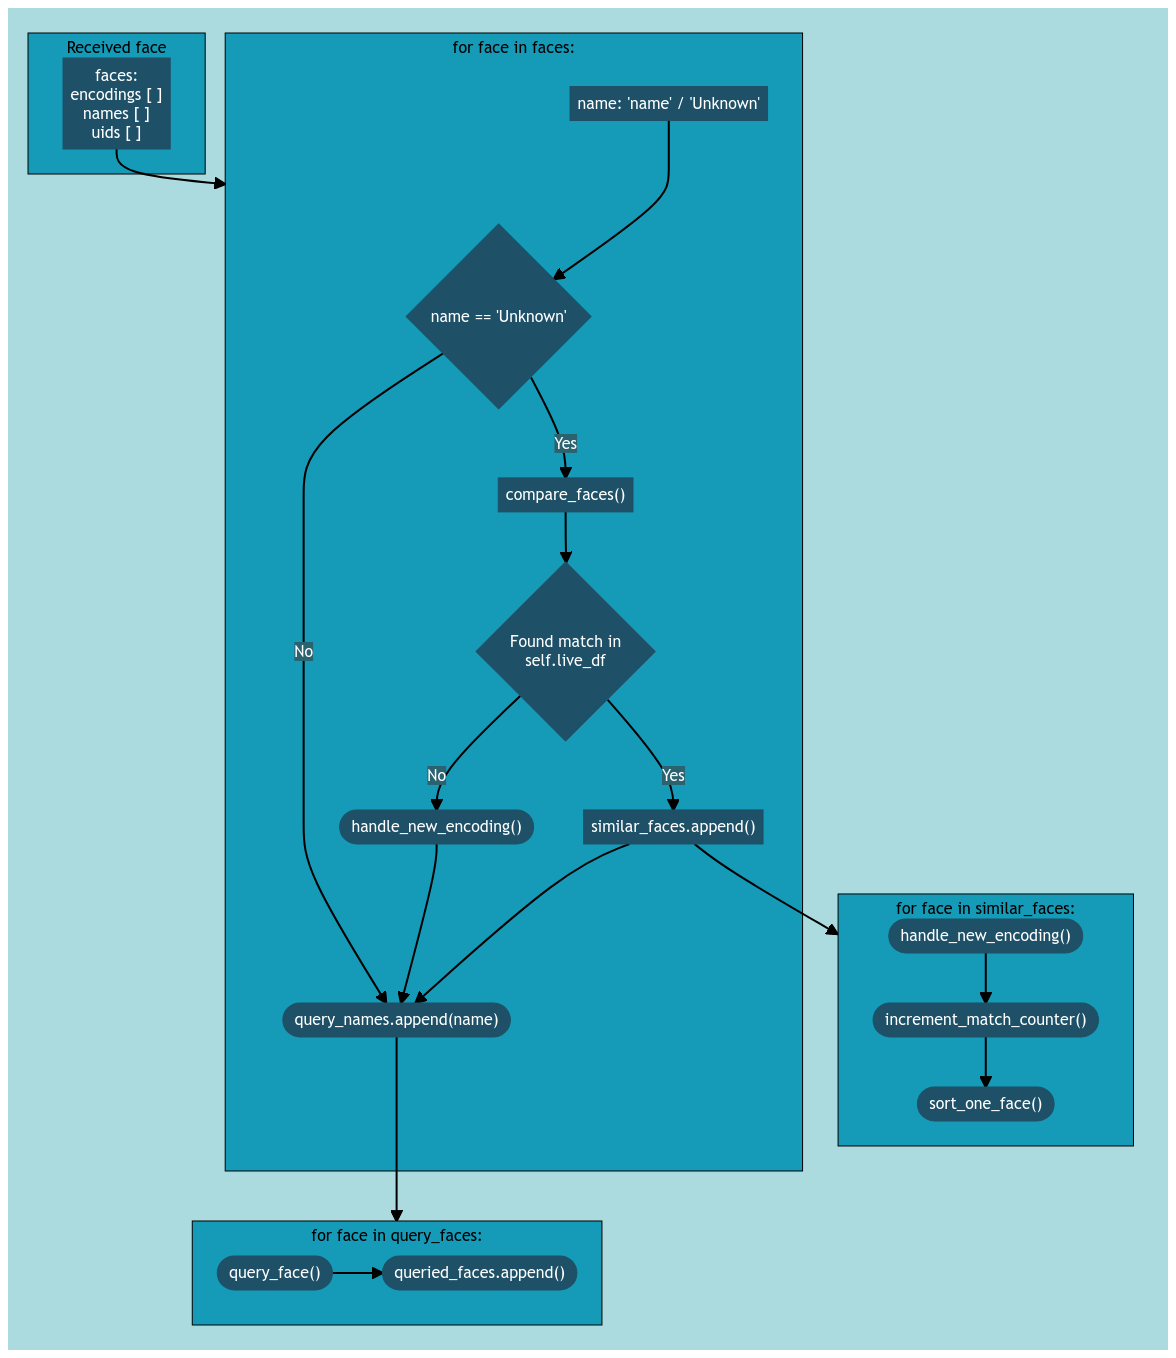 Received face
faces:
encodings [ ]
names [ ]
uids [ ]
for face in faces:
name: 'name' / 'Unknown'
name == 'Unknown'
Yes
compare_faces()
No
Found match in
self.live_df
No
Yes
handle_new_encoding()
similar_faces.append()
query_names.append(name)
for face in similar_faces:
handle_new_encoding()
increment_match_counter()
sort_one_face()
for face in query_faces:
query_face()
queried_faces.append()